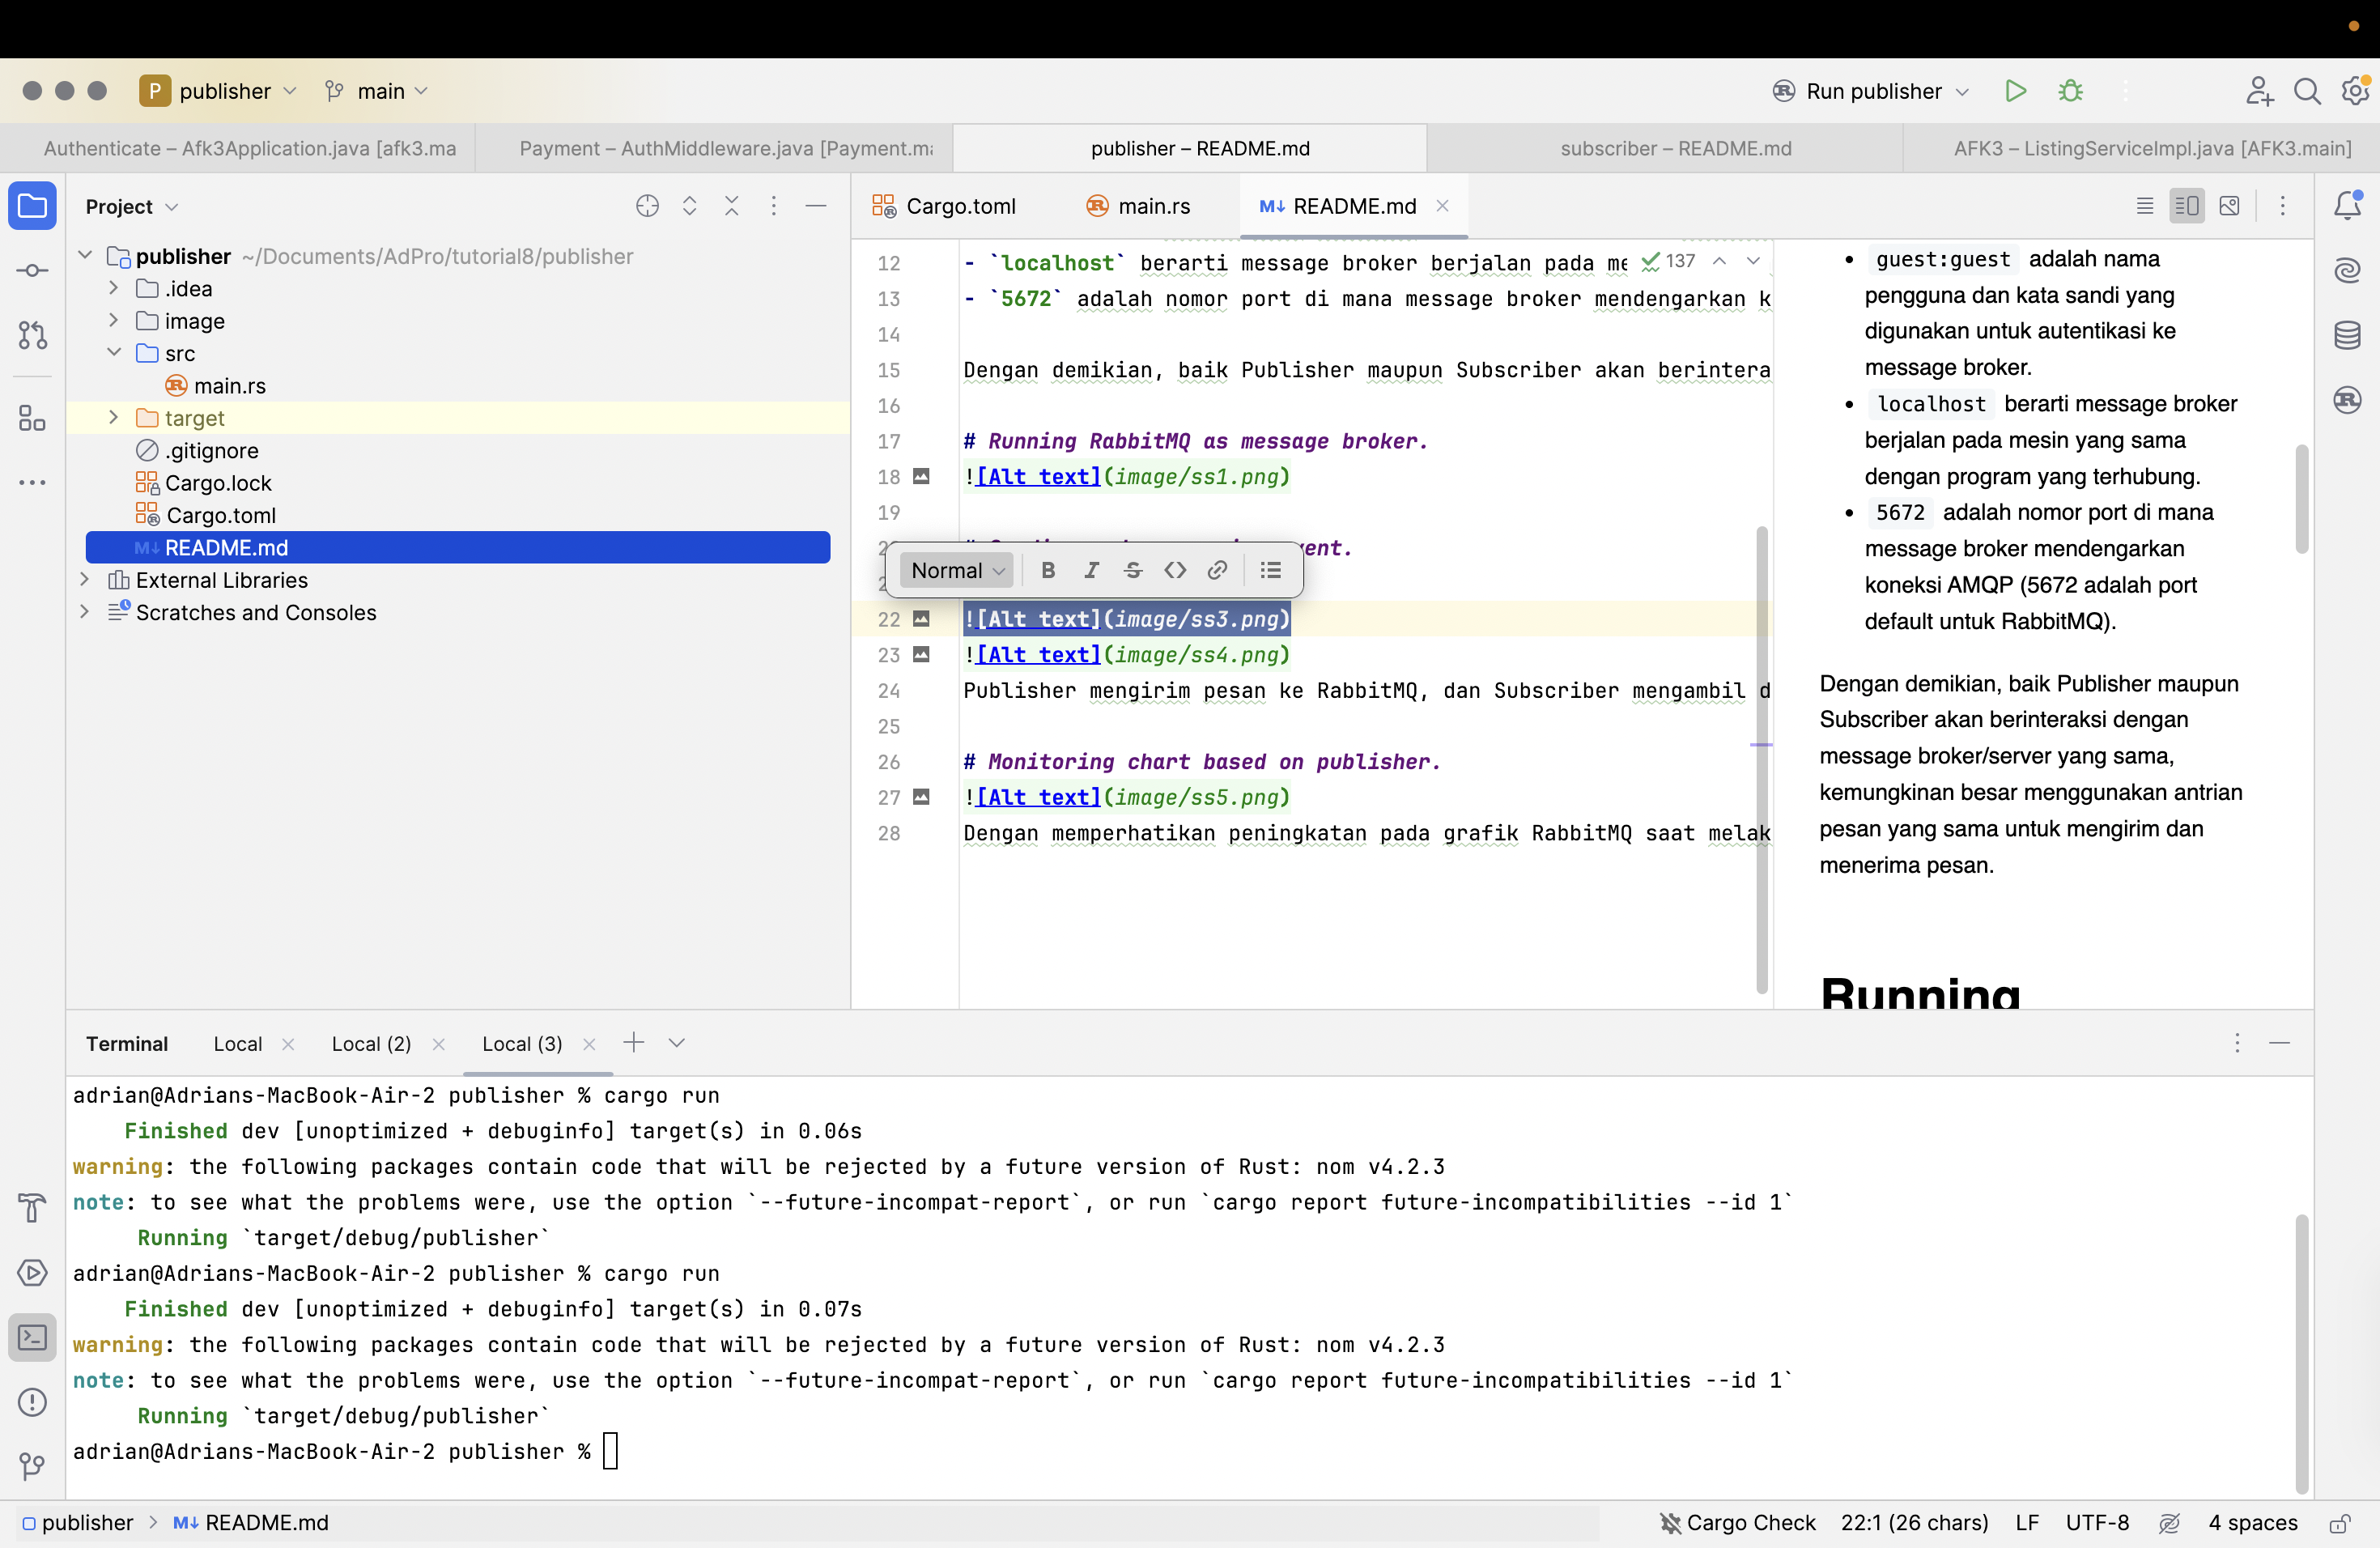 P publisher main Run publisher
Authenticate – Afk3Application.java [afk3.ma
Payment – AuthMiddleware.java [Payment.ma
publisher – README.md
subscriber – README.md
AFK3 – ListingServiceImpl.java [AFK3.main]
Project
publisher ~/Documents/AdPro/tutorial8/publisher
.idea
image
src
main.rs
target
.gitignore
Cargo.lock
Cargo.toml
M↓ README.md
External Libraries
Scratches and Consoles
Cargo.toml main.rs M↓ README.md
137
12 - `localhost` berarti message broker berjalan pada me
13 - `5672` adalah nomor port di mana message broker mendengarkan k
14
15 Dengan demikian, baik Publisher maupun Subscriber akan berintera
16
17 # Running RabbitMQ as message broker.
18 ![Alt text](image/ss1.png)
19
Normal B I S
22 ![Alt text](image/ss3.png)
23 ![Alt text](image/ss4.png)
24 Publisher mengirim pesan ke RabbitMQ, dan Subscriber mengambil d
25
26 # Monitoring chart based on publisher.
27 ![Alt text](image/ss5.png)
28 Dengan memperhatikan peningkatan pada grafik RabbitMQ saat melak
• guest:guest adalah nama
pengguna dan kata sandi yang
digunakan untuk autentikasi ke
message broker.
• localhost berarti message broker
berjalan pada mesin yang sama
dengan program yang terhubung.
• 5672 adalah nomor port di mana
message broker mendengarkan
koneksi AMQP (5672 adalah port
default untuk RabbitMQ).
Dengan demikian, baik Publisher maupun
Subscriber akan berinteraksi dengan
message broker/server yang sama,
kemungkinan besar menggunakan antrian
pesan yang sama untuk mengirim dan
menerima pesan.
Running
Terminal Local Local (2) Local (3)
adrian@Adrians-MacBook-Air-2 publisher % cargo run
Finished dev [unoptimized + debuginfo] target(s) in 0.06s
warning: the following packages contain code that will be rejected by a future version of Rust: nom v4.2.3
note: to see what the problems were, use the option `--future-incompat-report`, or run `cargo report future-incompatibilities --id 1`
Running `target/debug/publisher`
adrian@Adrians-MacBook-Air-2 publisher % cargo run
Finished dev [unoptimized + debuginfo] target(s) in 0.07s
warning: the following packages contain code that will be rejected by a future version of Rust: nom v4.2.3
note: to see what the problems were, use the option `--future-incompat-report`, or run `cargo report future-incompatibilities --id 1`
Running `target/debug/publisher`
adrian@Adrians-MacBook-Air-2 publisher %
publisher > M↓ README.md
Cargo Check 22:1 (26 chars) LF UTF-8 4 spaces